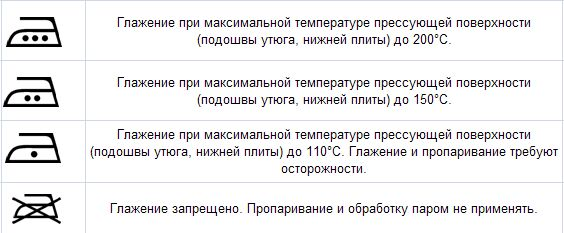 Глажение при максимальной температуре прессующей поверхности
(подошвы утюга, нижней плиты) до 200°C.
Глажение при максимальной температуре прессующей поверхности
(подошвы утюга, нижней плиты) до 150°C.
Глажение при максимальной температуре прессующей поверхности
(подошвы утюга, нижней плиты) до 110°C. Глажение и пропаривание требуют
осторожности.
Глажение запрещено. Пропаривание и обработку паром не применять.